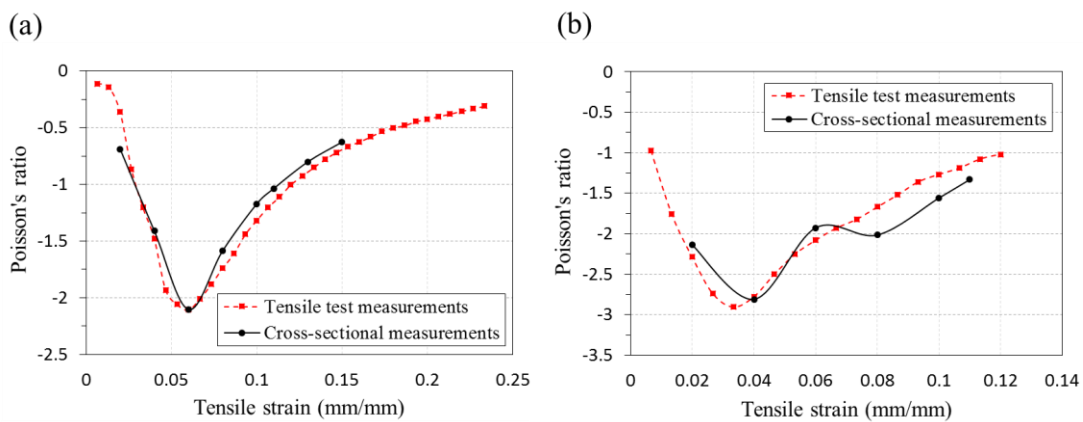 (a)
0
-0.5
-1
-1.5
-2
-2.5
Poisson's ratio
0
0.05
0.1
0.15
0.2
0.25
Tensile strain (mm/mm)
Tensile test measurements
Cross-sectional measurements
(b)
0
-0.5
-1
-1.5
-2
-2.5
-3
-3.5
Poisson's ratio
0
0.02
0.04
0.06
0.08
0.1
0.12
0.14
Tensile strain (mm/mm)
Tensile test measurements
Cross-sectional measurements